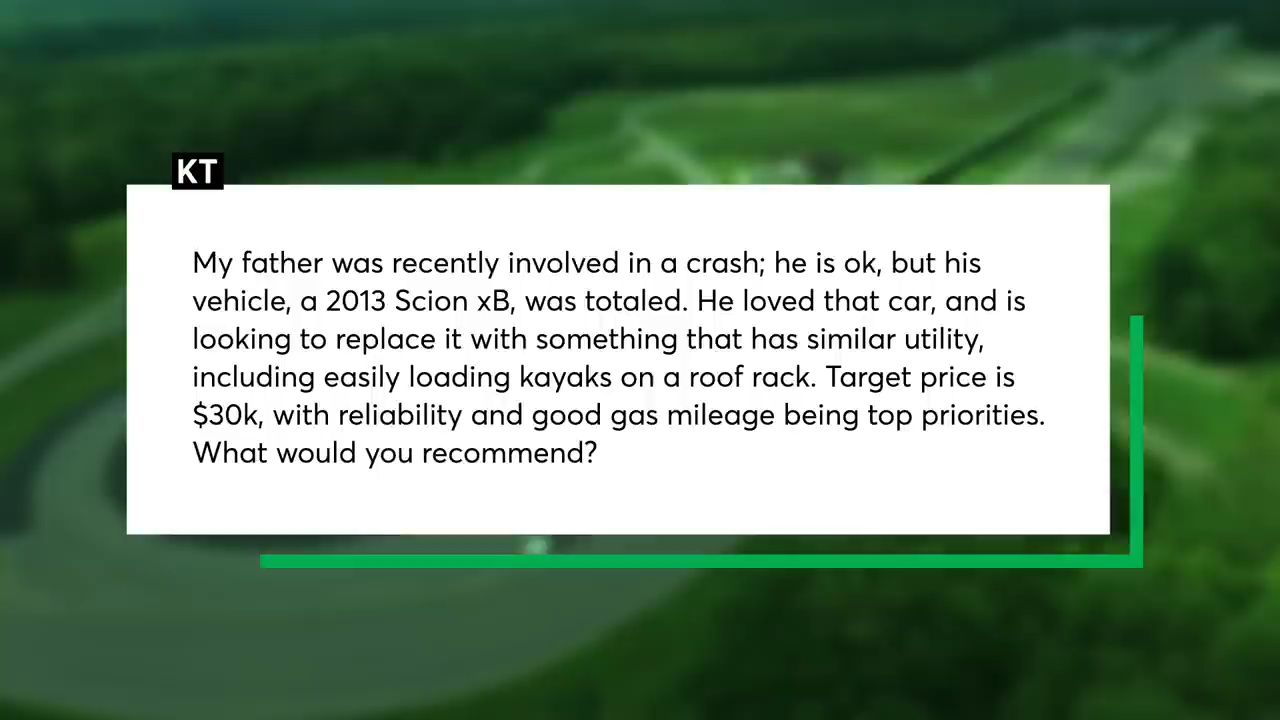 KT
My father was recently involved in a crash; he is ok, but his
vehicle, a 2013 Scion xB, was totaled. He loved that car, and is
looking to replace it with something that has similar utility,
including easily loading kayaks on a roof rack. Target price is
$30k, with reliability and good gas mileage being top priorities.
What would you recommend?